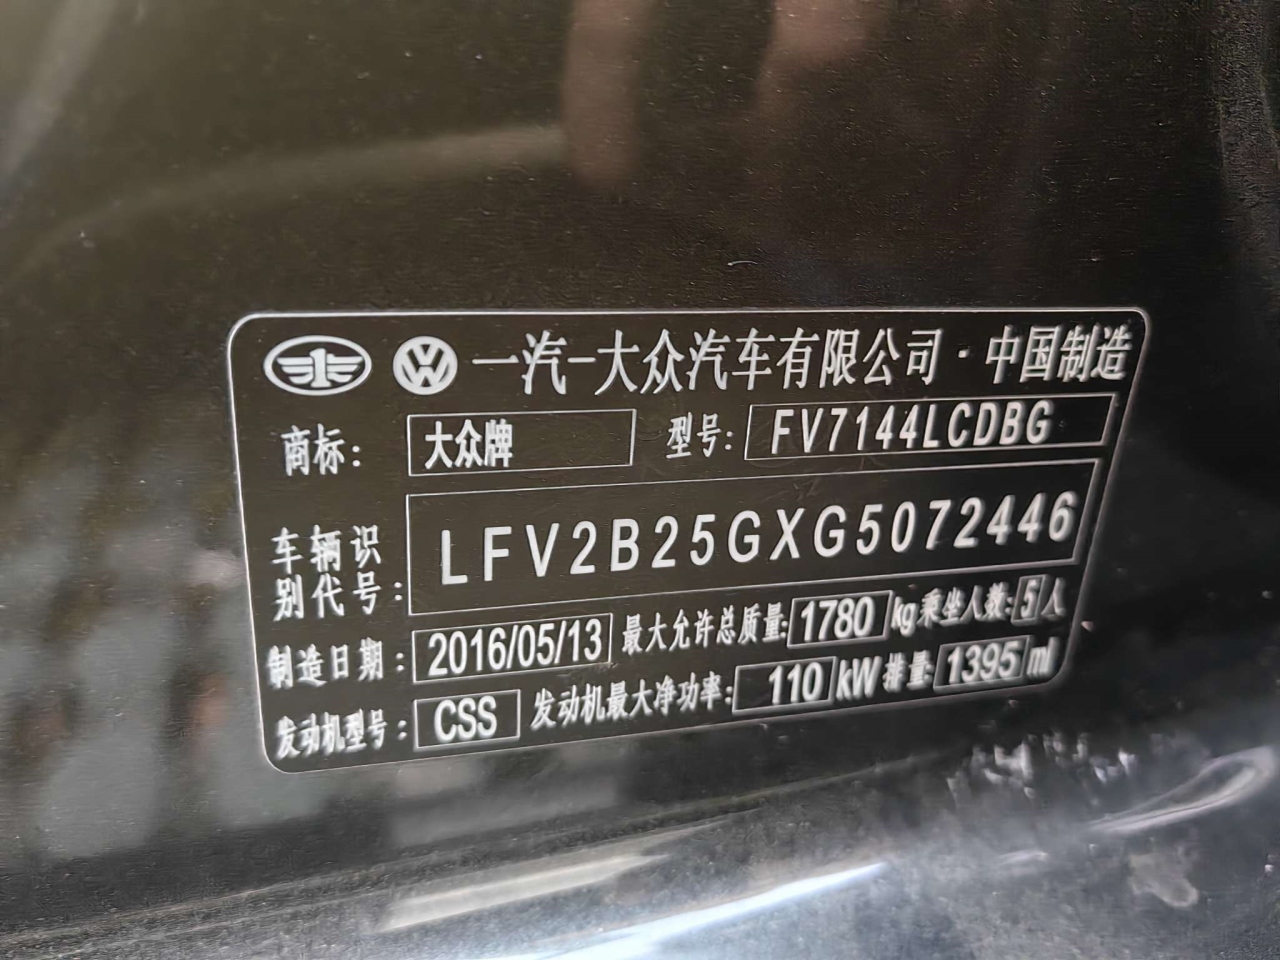 一汽-大众汽车有限公司·中国制造
商标: 大众牌 型号: FV7144LCDBG
车辆识别代号: LFV2B25GXG5072446
制造日期: 2016/05/13 最大允许总质量: 1780 kg 乘坐人数: 5 人
发动机型号: CSS 发动机最大净功率: 110 kW 排量: 1395 ml